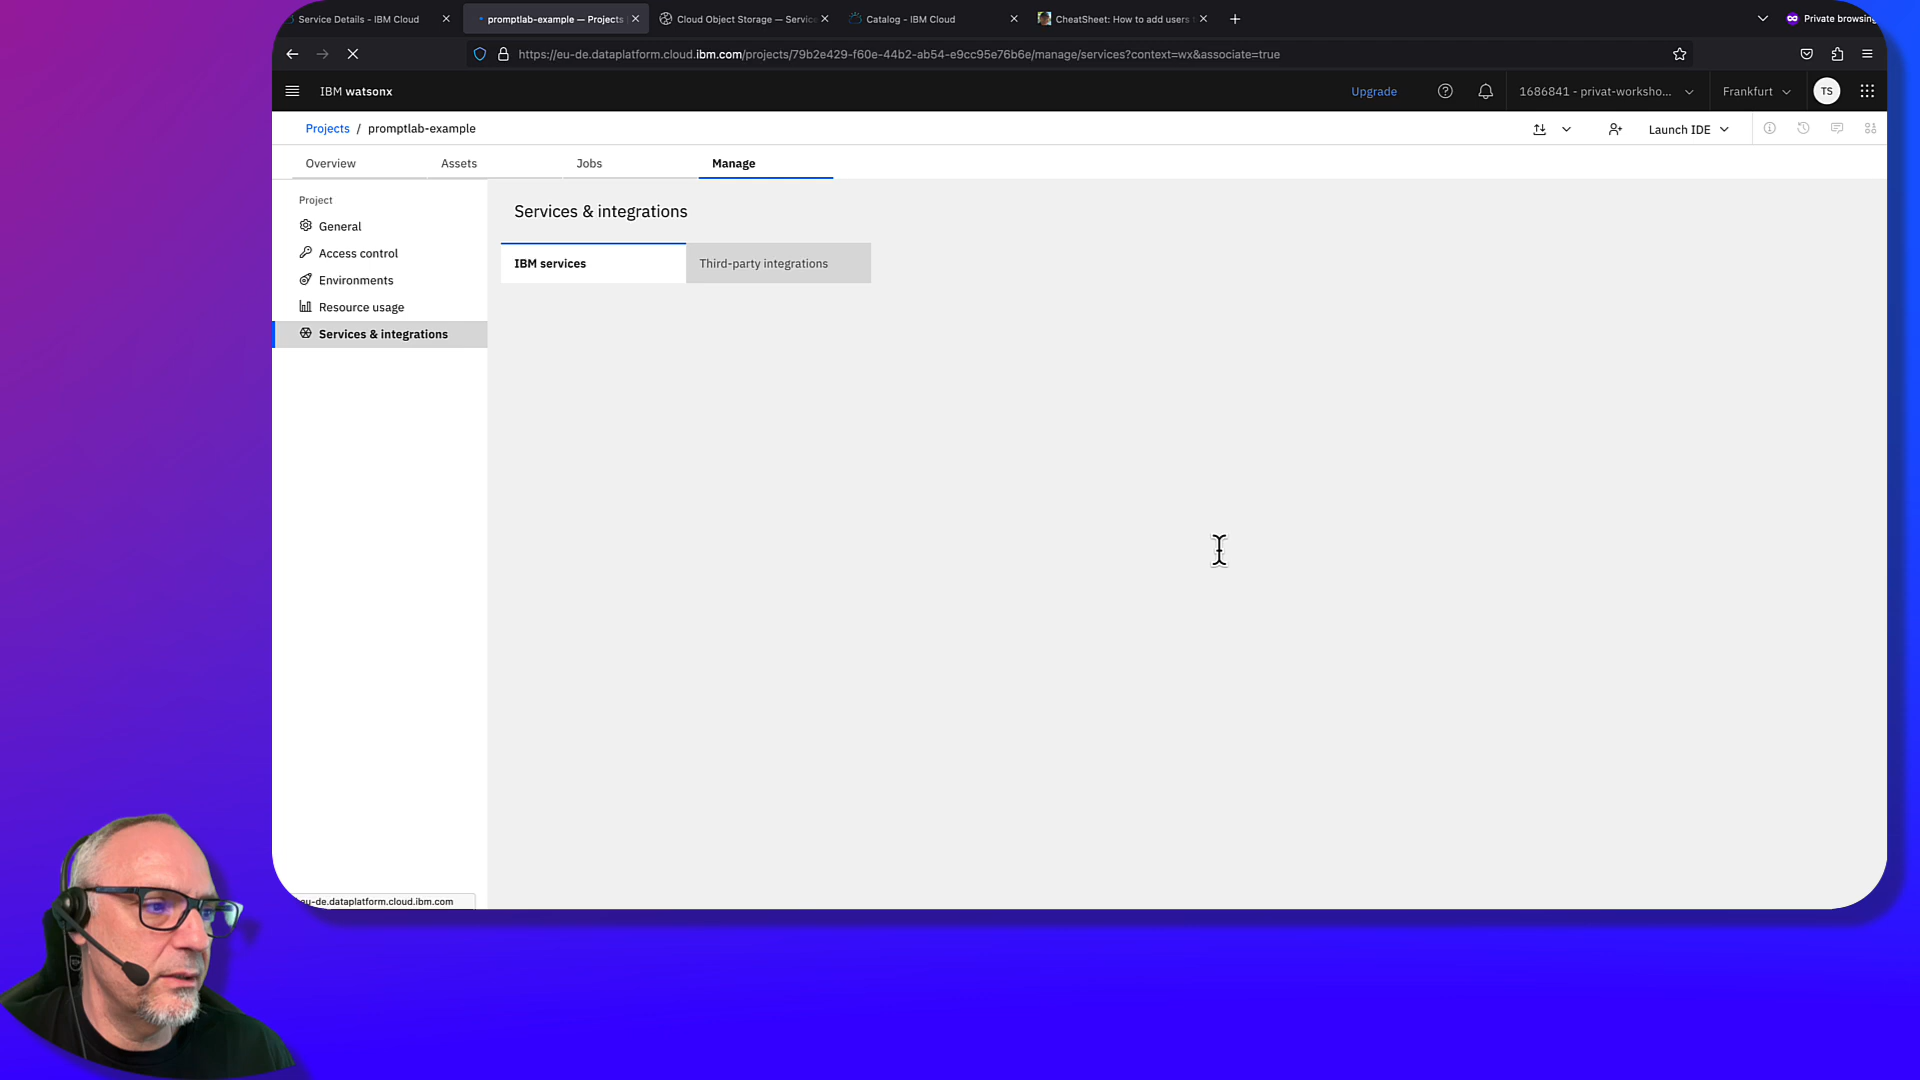 Service Details - IBM Cloud
promptlab-example — Projects
Cloud Object Storage — Service
Catalog - IBM Cloud
CheatSheet: How to add users
Private browsing
https://eu-de.dataplatform.cloud.ibm.com/projects/79b2e429-f60e-44b2-ab54-e9cc95e76b6e/manage/services?context=wx&associate=true
IBM watsonx
Upgrade
1686841 - privat-worksho...
Frankfurt
TS
Projects / promptlab-example
Launch IDE
Overview
Assets
Jobs
Manage
Project
General
Access control
Environments
Resource usage
Services & integrations
Services & integrations
IBM services
Third-party integrations
eu-de.dataplatform.cloud.ibm.com